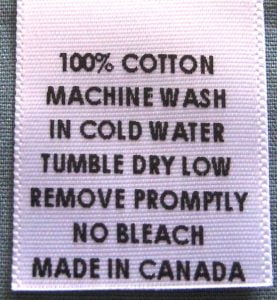 100% COTTON
MACHINE WASH
IN COLD WATER
TUMBLE DRY LOW
REMOVE PROMPTLY
NO BLEACH
MADE IN CANADA